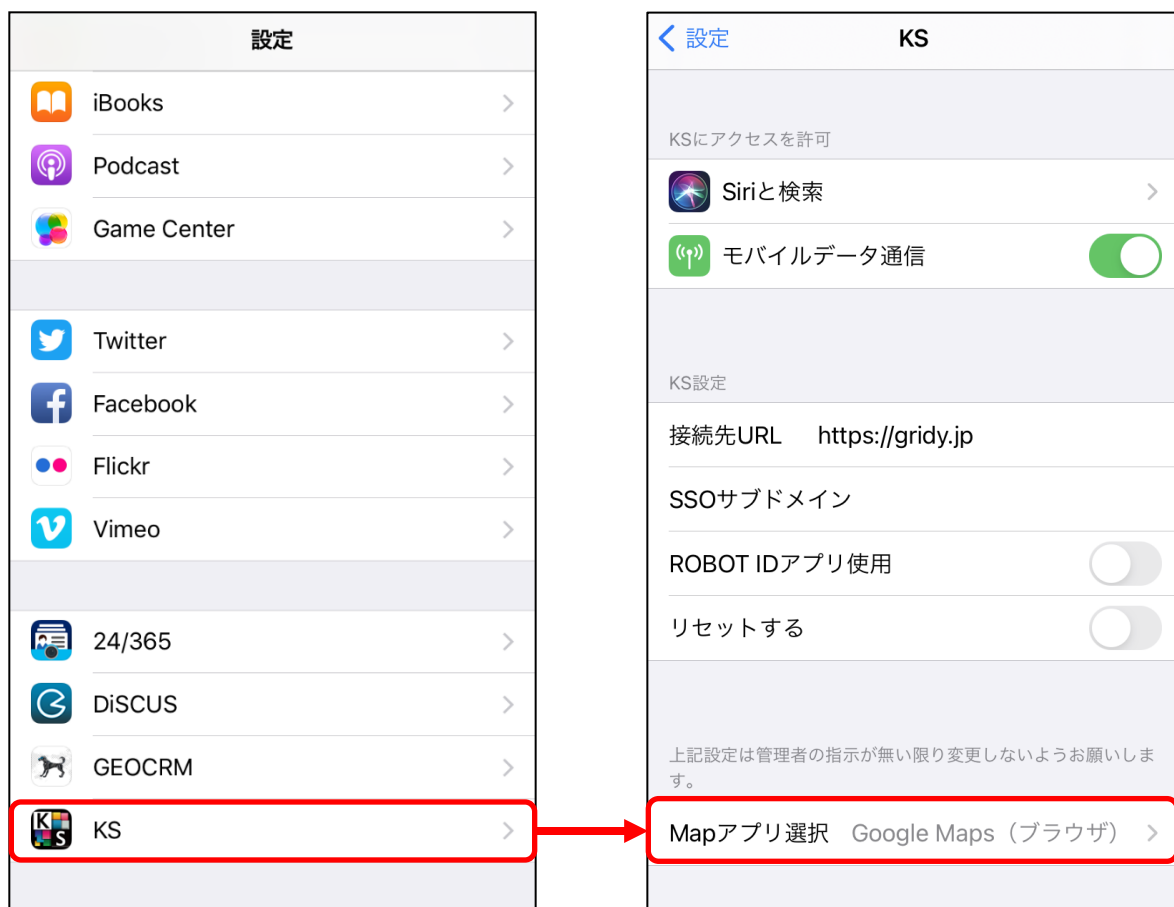 設定
iBooks
Podcast
Game Center
Twitter
Facebook
Flickr
Vimeo
24/365
DiSCUS
GEOCRM
KS
KS
設定
KS
KSにアクセスを許可
Siriと検索
モバイルデータ通信
KS設定
接続先URL https://gridy.jp
SSOサブドメイン
ROBOT IDアプリ使用
リセットする
上記設定は管理者の指示が無い限り変更しないようお願いしま
す。
Mapアプリ選択 Google Maps（ブラウザ）